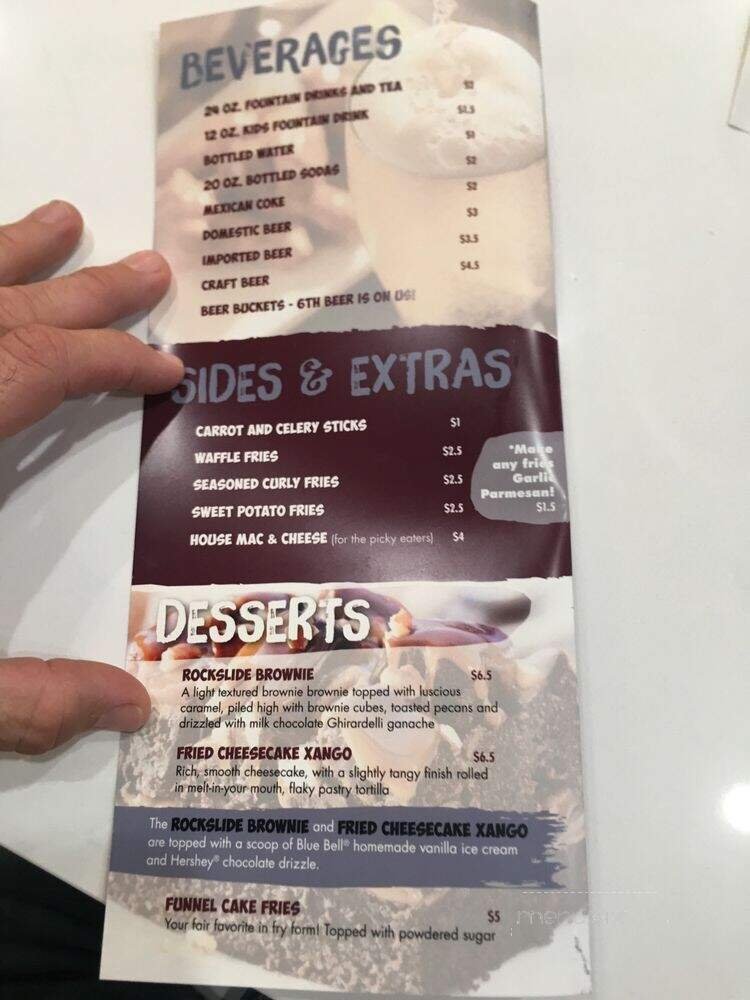 BEVERAGES
24 OZ. FOUNTAIN DRINKS AND TEA $2
12 OZ. KIDS FOUNTAIN DRINK $1.5
BOTTLED WATER $1
20 OZ. BOTTLED SODAS $2
MEXICAN COKE $2
DOMESTIC BEER $3
IMPORTED BEER $3.5
CRAFT BEER $4.5
BEER BUCKETS - 6TH BEER IS ON US!
SIDES & EXTRAS
CARROT AND CELERY STICKS $1
WAFFLE FRIES $2.5
SEASONED CURLY FRIES $2.5
SWEET POTATO FRIES $2.5
HOUSE MAC & CHEESE (for the picky eaters) $4
*Make
any fries
Garlic
Parmesan!
$1.5
DESSERTS
ROCKSLIDE BROWNIE $6.5
A light textured brownie brownie topped with luscious
caramel, piled high with brownie cubes, toasted pecans and
drizzled with milk chocolate Ghirardelli ganache
FRIED CHEESECAKE XANGO $6.5
Rich, smooth cheesecake, with a slightly tangy finish rolled
in melt-in-your mouth, flaky pastry tortilla
The ROCKSLIDE BROWNIE and FRIED CHEESECAKE XANGO
are topped with a scoop of Blue Bell® homemade vanilla ice cream
and Hershey® chocolate drizzle.
FUNNEL CAKE FRIES $5
Your fair favorite in fry form! Topped with powdered sugar